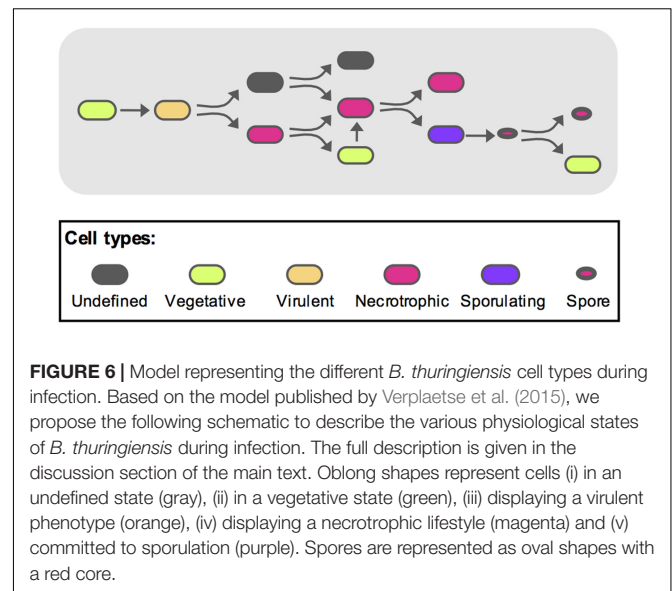 Cell types:
Undefined Vegetative Virulent Necrotrophic Sporulating Spore
FIGURE 6 | Model representing the different B. thuringiensis cell types during
infection. Based on the model published by Verplaetse et al. (2015), we
propose the following schematic to describe the various physiological states
of B. thuringiensis during infection. The full description is given in the
discussion section of the main text. Oblong shapes represent cells (i) in an
undefined state (gray), (ii) in a vegetative state (green), (iii) displaying a virulent
phenotype (orange), (iv) displaying a necrotrophic lifestyle (magenta) and (v)
committed to sporulation (purple). Spores are represented as oval shapes with
a red core.